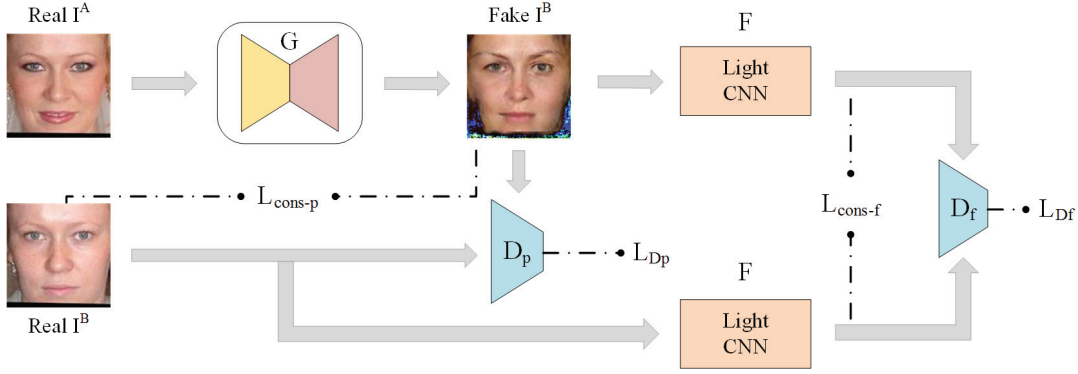 Real I^A
G
Fake I^B
F
Light
CNN
L_cons-p
D_p
L_Dp
L_cons-f
D_f
L_Df
Real I^B
F
Light
CNN